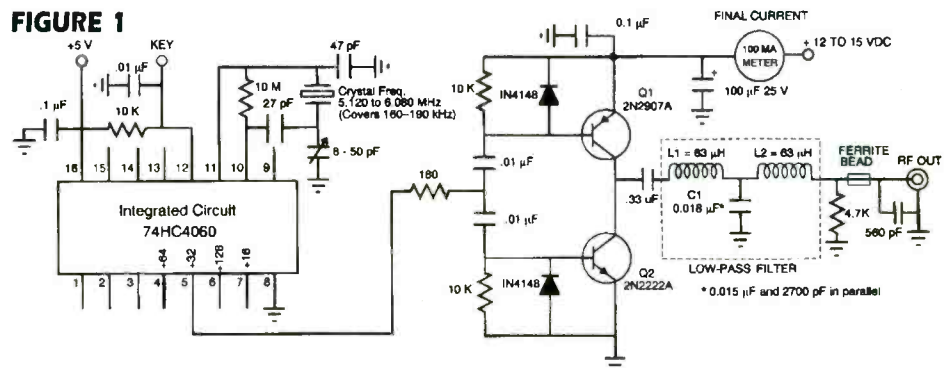 FIGURE 1
+5 V
KEY
.01 µF
.1 µF
10 K
47 pF
10 M
27 pF
Crystal Freq.
5.120 to 6.080 MHz
(Covers 160–190 kHz)
8 - 50 pF
16 15 14 13 12 11 10 9
Integrated Circuit
74HC4060
÷64 ÷32 ÷128 ÷16
1 2 3 4 5 6 7 8
180
10 K
IN4148
.01 µF
.01 µF
10 K
IN4148
0.1 µF
Q1
2N2907A
Q2
2N2222A
FINAL CURRENT
100 MA
METER
+ 12 TO 15 VDC
+
100 µF 25 V
.33 uF
L1 = 63 µH
L2 = 63 µH
C1
0.018 µF*
LOW-PASS FILTER
FERRITE
BEAD
RF OUT
4.7K
560 pF
* 0.015 µF and 2700 pF in parallel